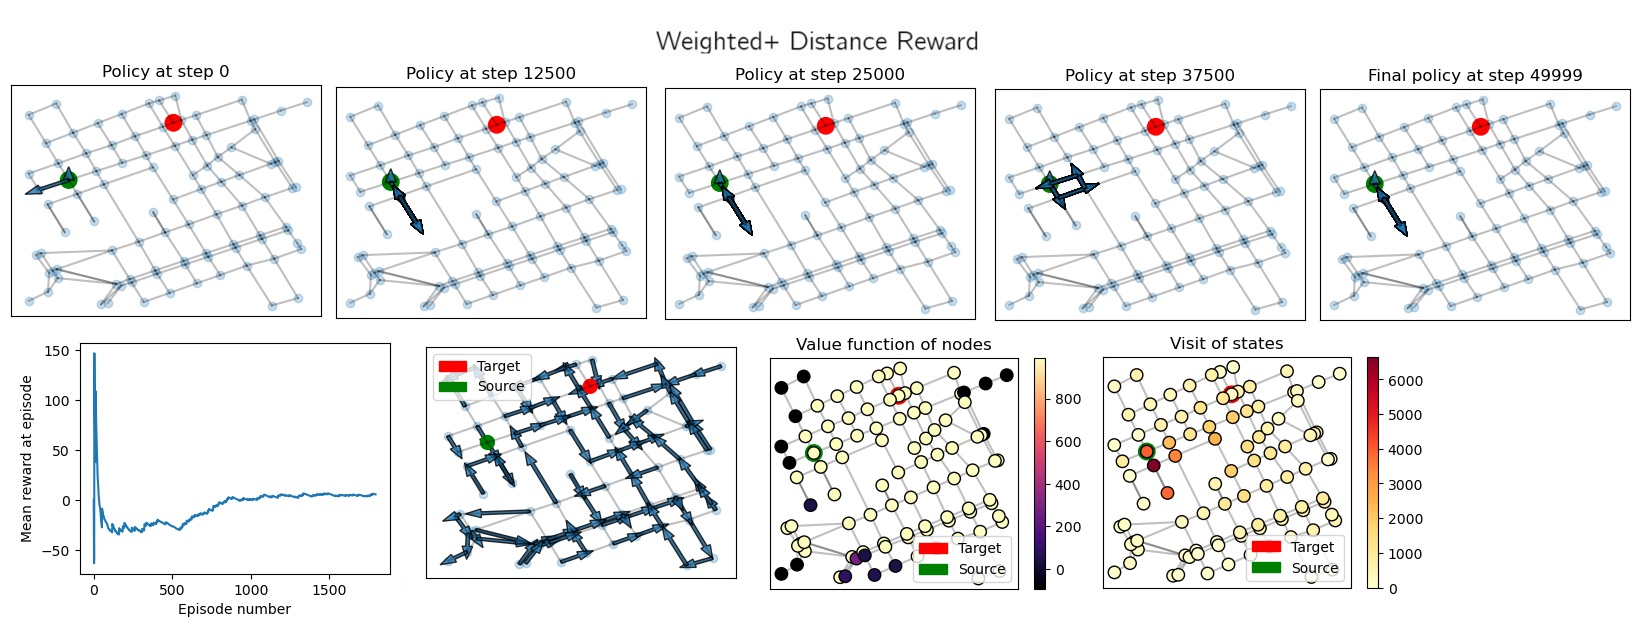 Weighted+ Distance Reward
Policy at step 0
Policy at step 12500
Policy at step 25000
Policy at step 37500
Final policy at step 49999
150
100
50
0
−50
Mean reward at episode
0
500
1000
1500
Episode number
Target
Source
Value function of nodes
Target
Source
800
600
400
200
0
Visit of states
Target
Source
6000
5000
4000
3000
2000
1000
0